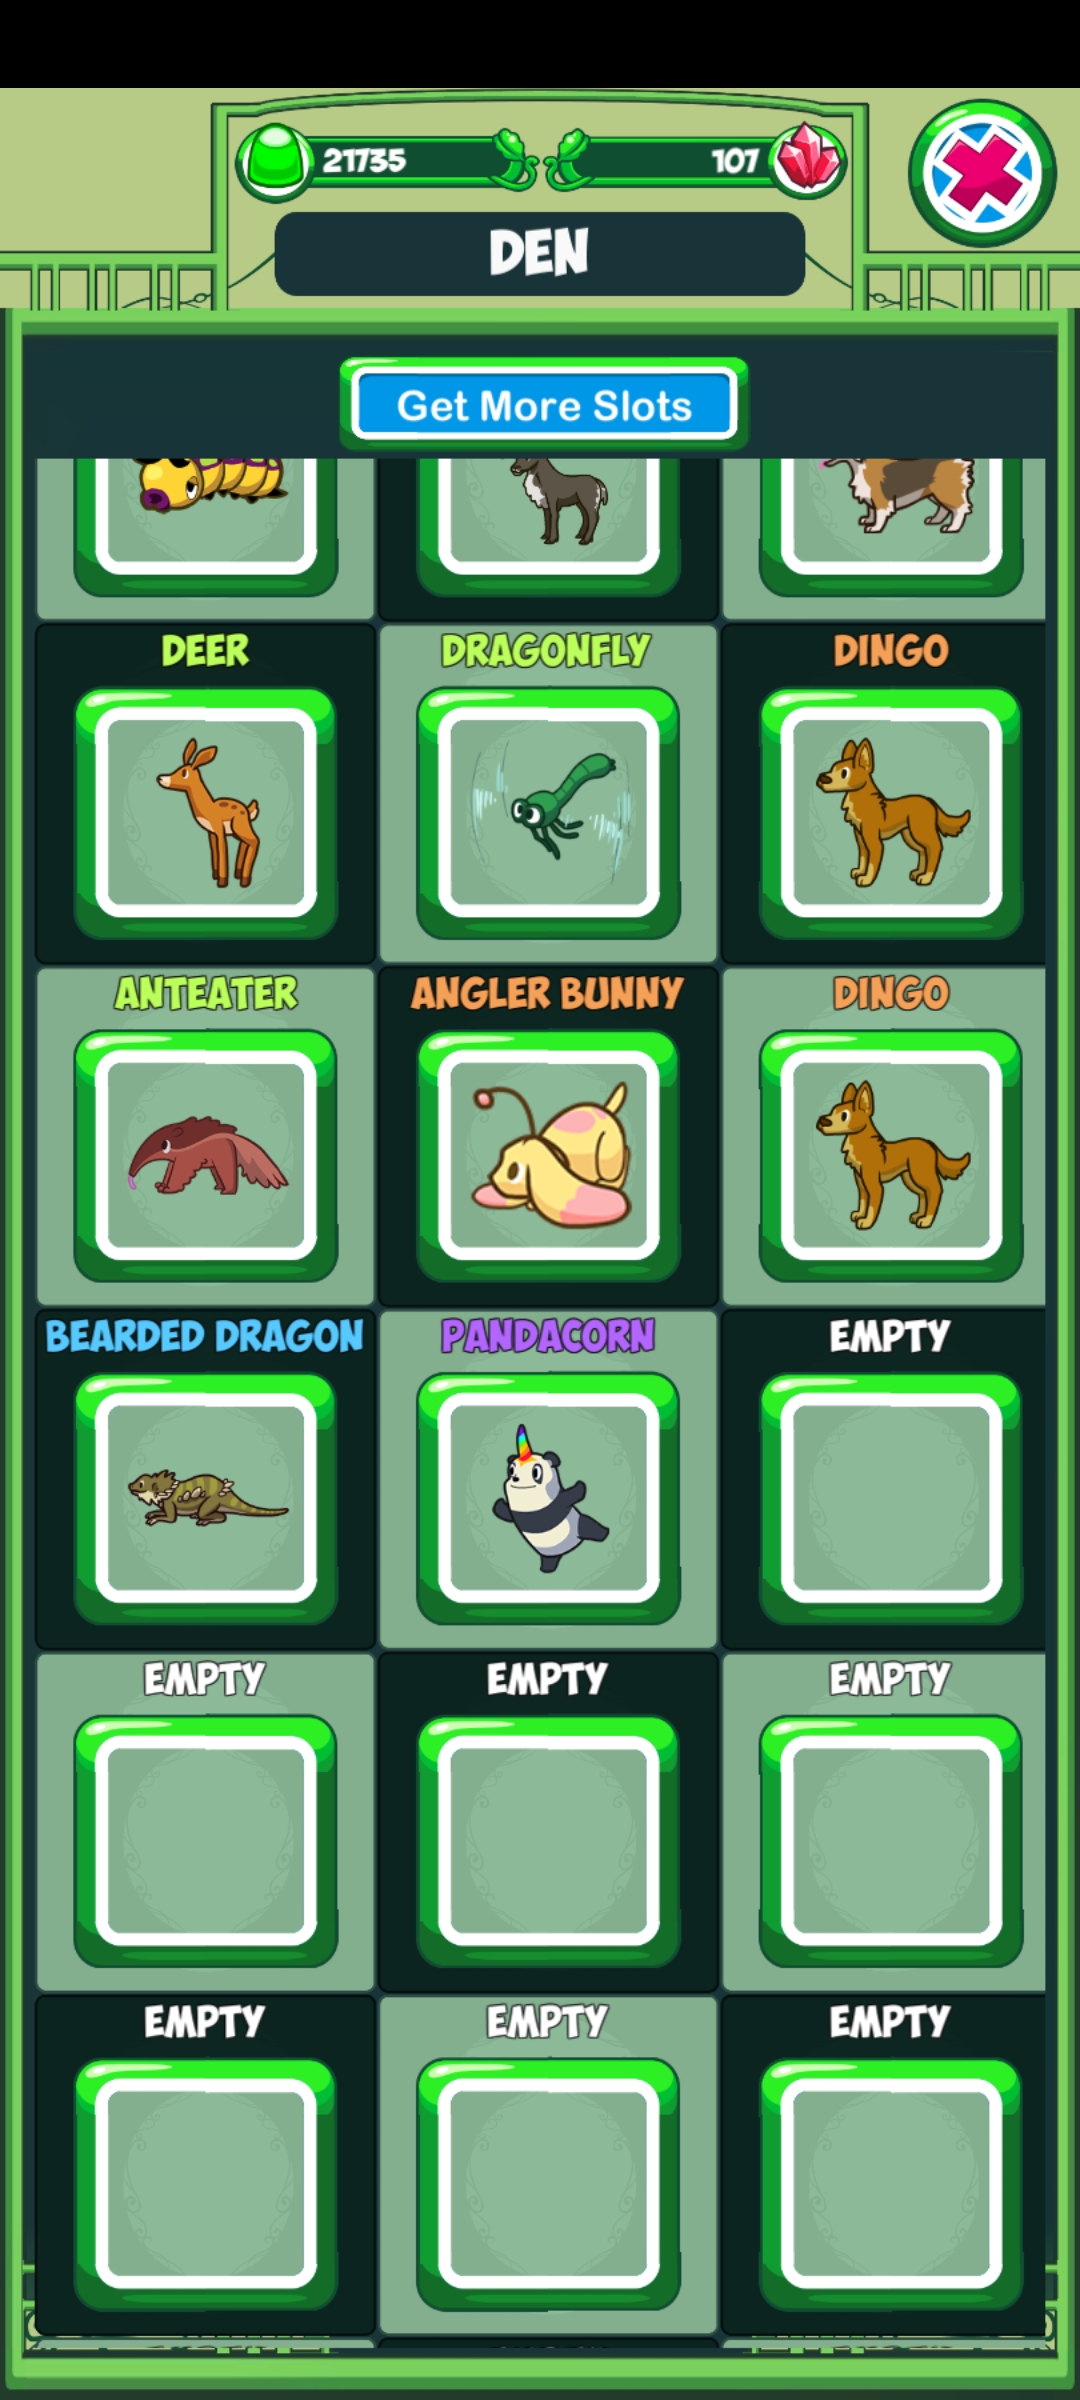 21735
107
DEN
Get More Slots
DEER
DRAGONFLY
DINGO
ANTEATER
ANGLER BUNNY
DINGO
BEARDED DRAGON
PANDACORN
EMPTY
EMPTY
EMPTY
EMPTY
EMPTY
EMPTY
EMPTY